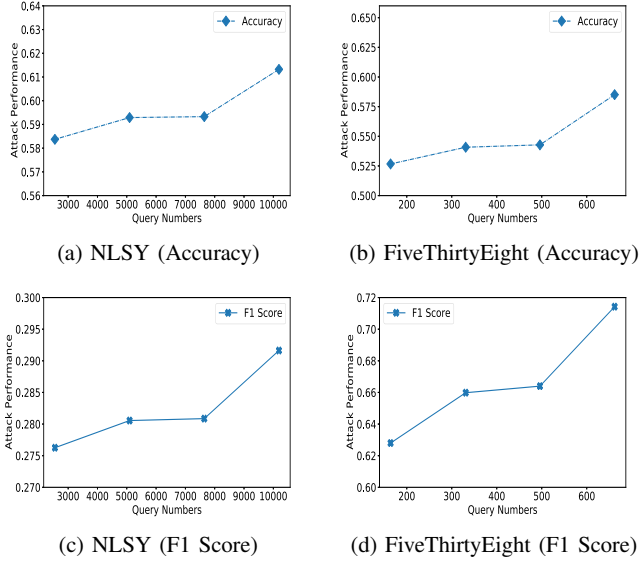 0.64
0.63
0.62
0.61
0.60
0.59
0.58
0.57
0.56
Attack Performance
Accuracy
3000 4000 5000 6000 7000 8000 9000 10000
Query Numbers
(a) NLSY (Accuracy)
0.650
0.625
0.600
0.575
0.550
0.525
0.500
Attack Performance
Accuracy
200 300 400 500 600
Query Numbers
(b) FiveThirtyEight (Accuracy)
0.300
0.295
0.290
0.285
0.280
0.275
0.270
Attack Performance
F1 Score
3000 4000 5000 6000 7000 8000 9000 10000
Query Numbers
(c) NLSY (F1 Score)
0.72
0.70
0.68
0.66
0.64
0.62
0.60
Attack Performance
F1 Score
200 300 400 500 600
Query Numbers
(d) FiveThirtyEight (F1 Score)